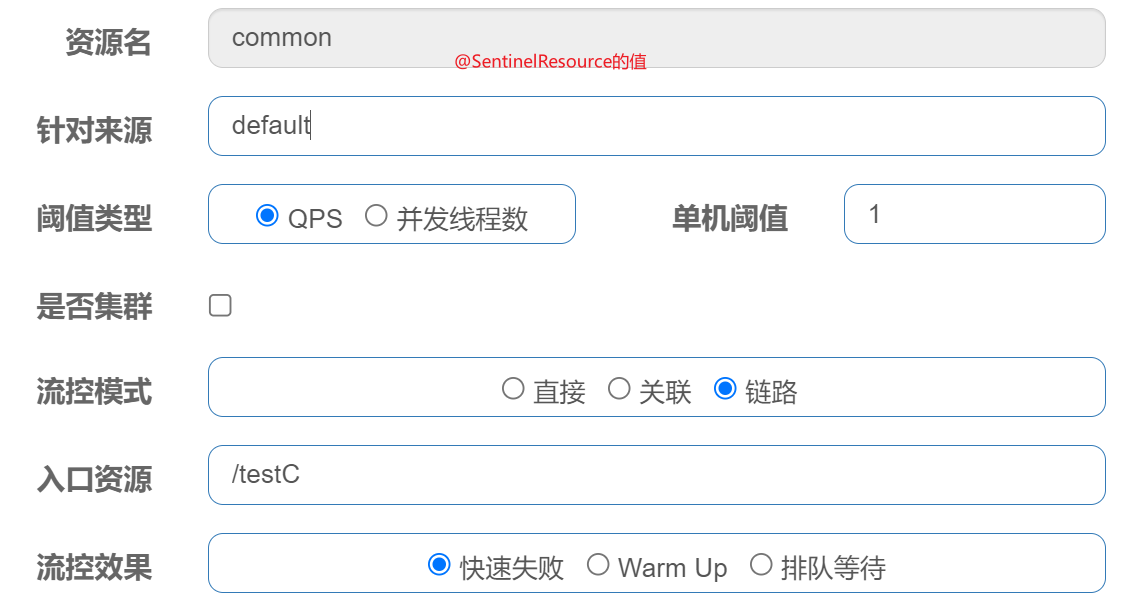 资源名 common
@SentinelResource的值
针对来源 default
阈值类型 QPS 并发线程数 单机阈值 1
是否集群
流控模式 直接 关联 链路
入口资源 /testC
流控效果 快速失败 Warm Up 排队等待